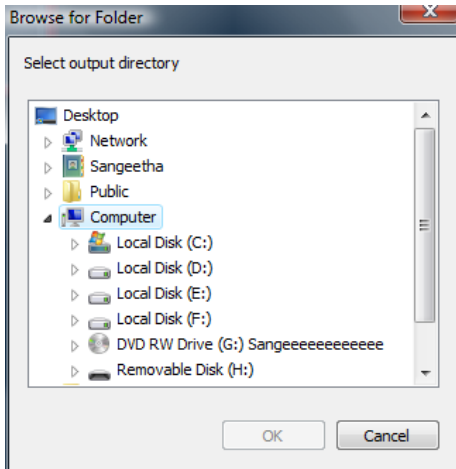 Browse for Folder
Select output directory
Desktop
Network
Sangeetha
Public
Computer
Local Disk (C:)
Local Disk (D:)
Local Disk (E:)
Local Disk (F:)
DVD RW Drive (G:) Sangeeeeeeeeeeee
Removable Disk (H:)
OK Cancel